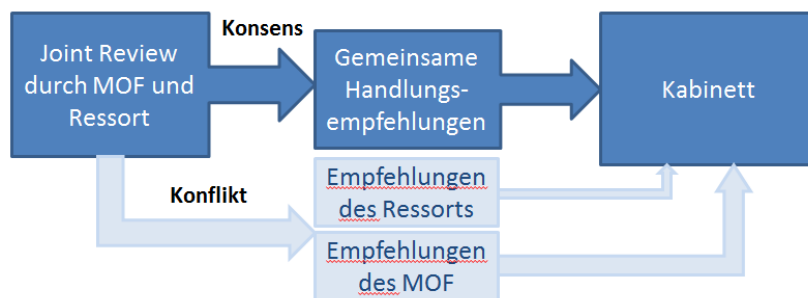 Joint Review
durch MOF und
Ressort
Konsens
Gemeinsame
Handlungs-
empfehlungen
Kabinett
Konflikt
Empfehlungen
des Ressorts
Empfehlungen
des MOF